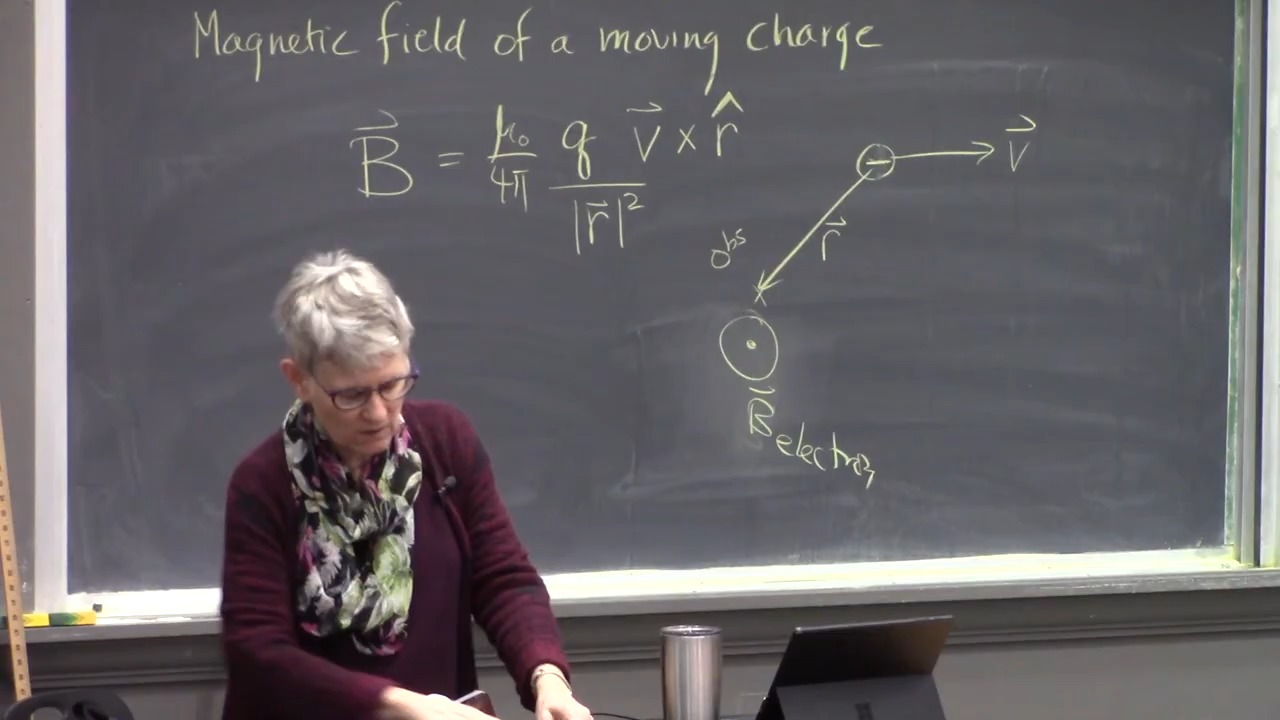 Magnetic field of a moving charge
B⃗ = μ₀/4π q v⃗ × r̂ / |r⃗|²
− v⃗
r⃗
obs
B⃗ electron